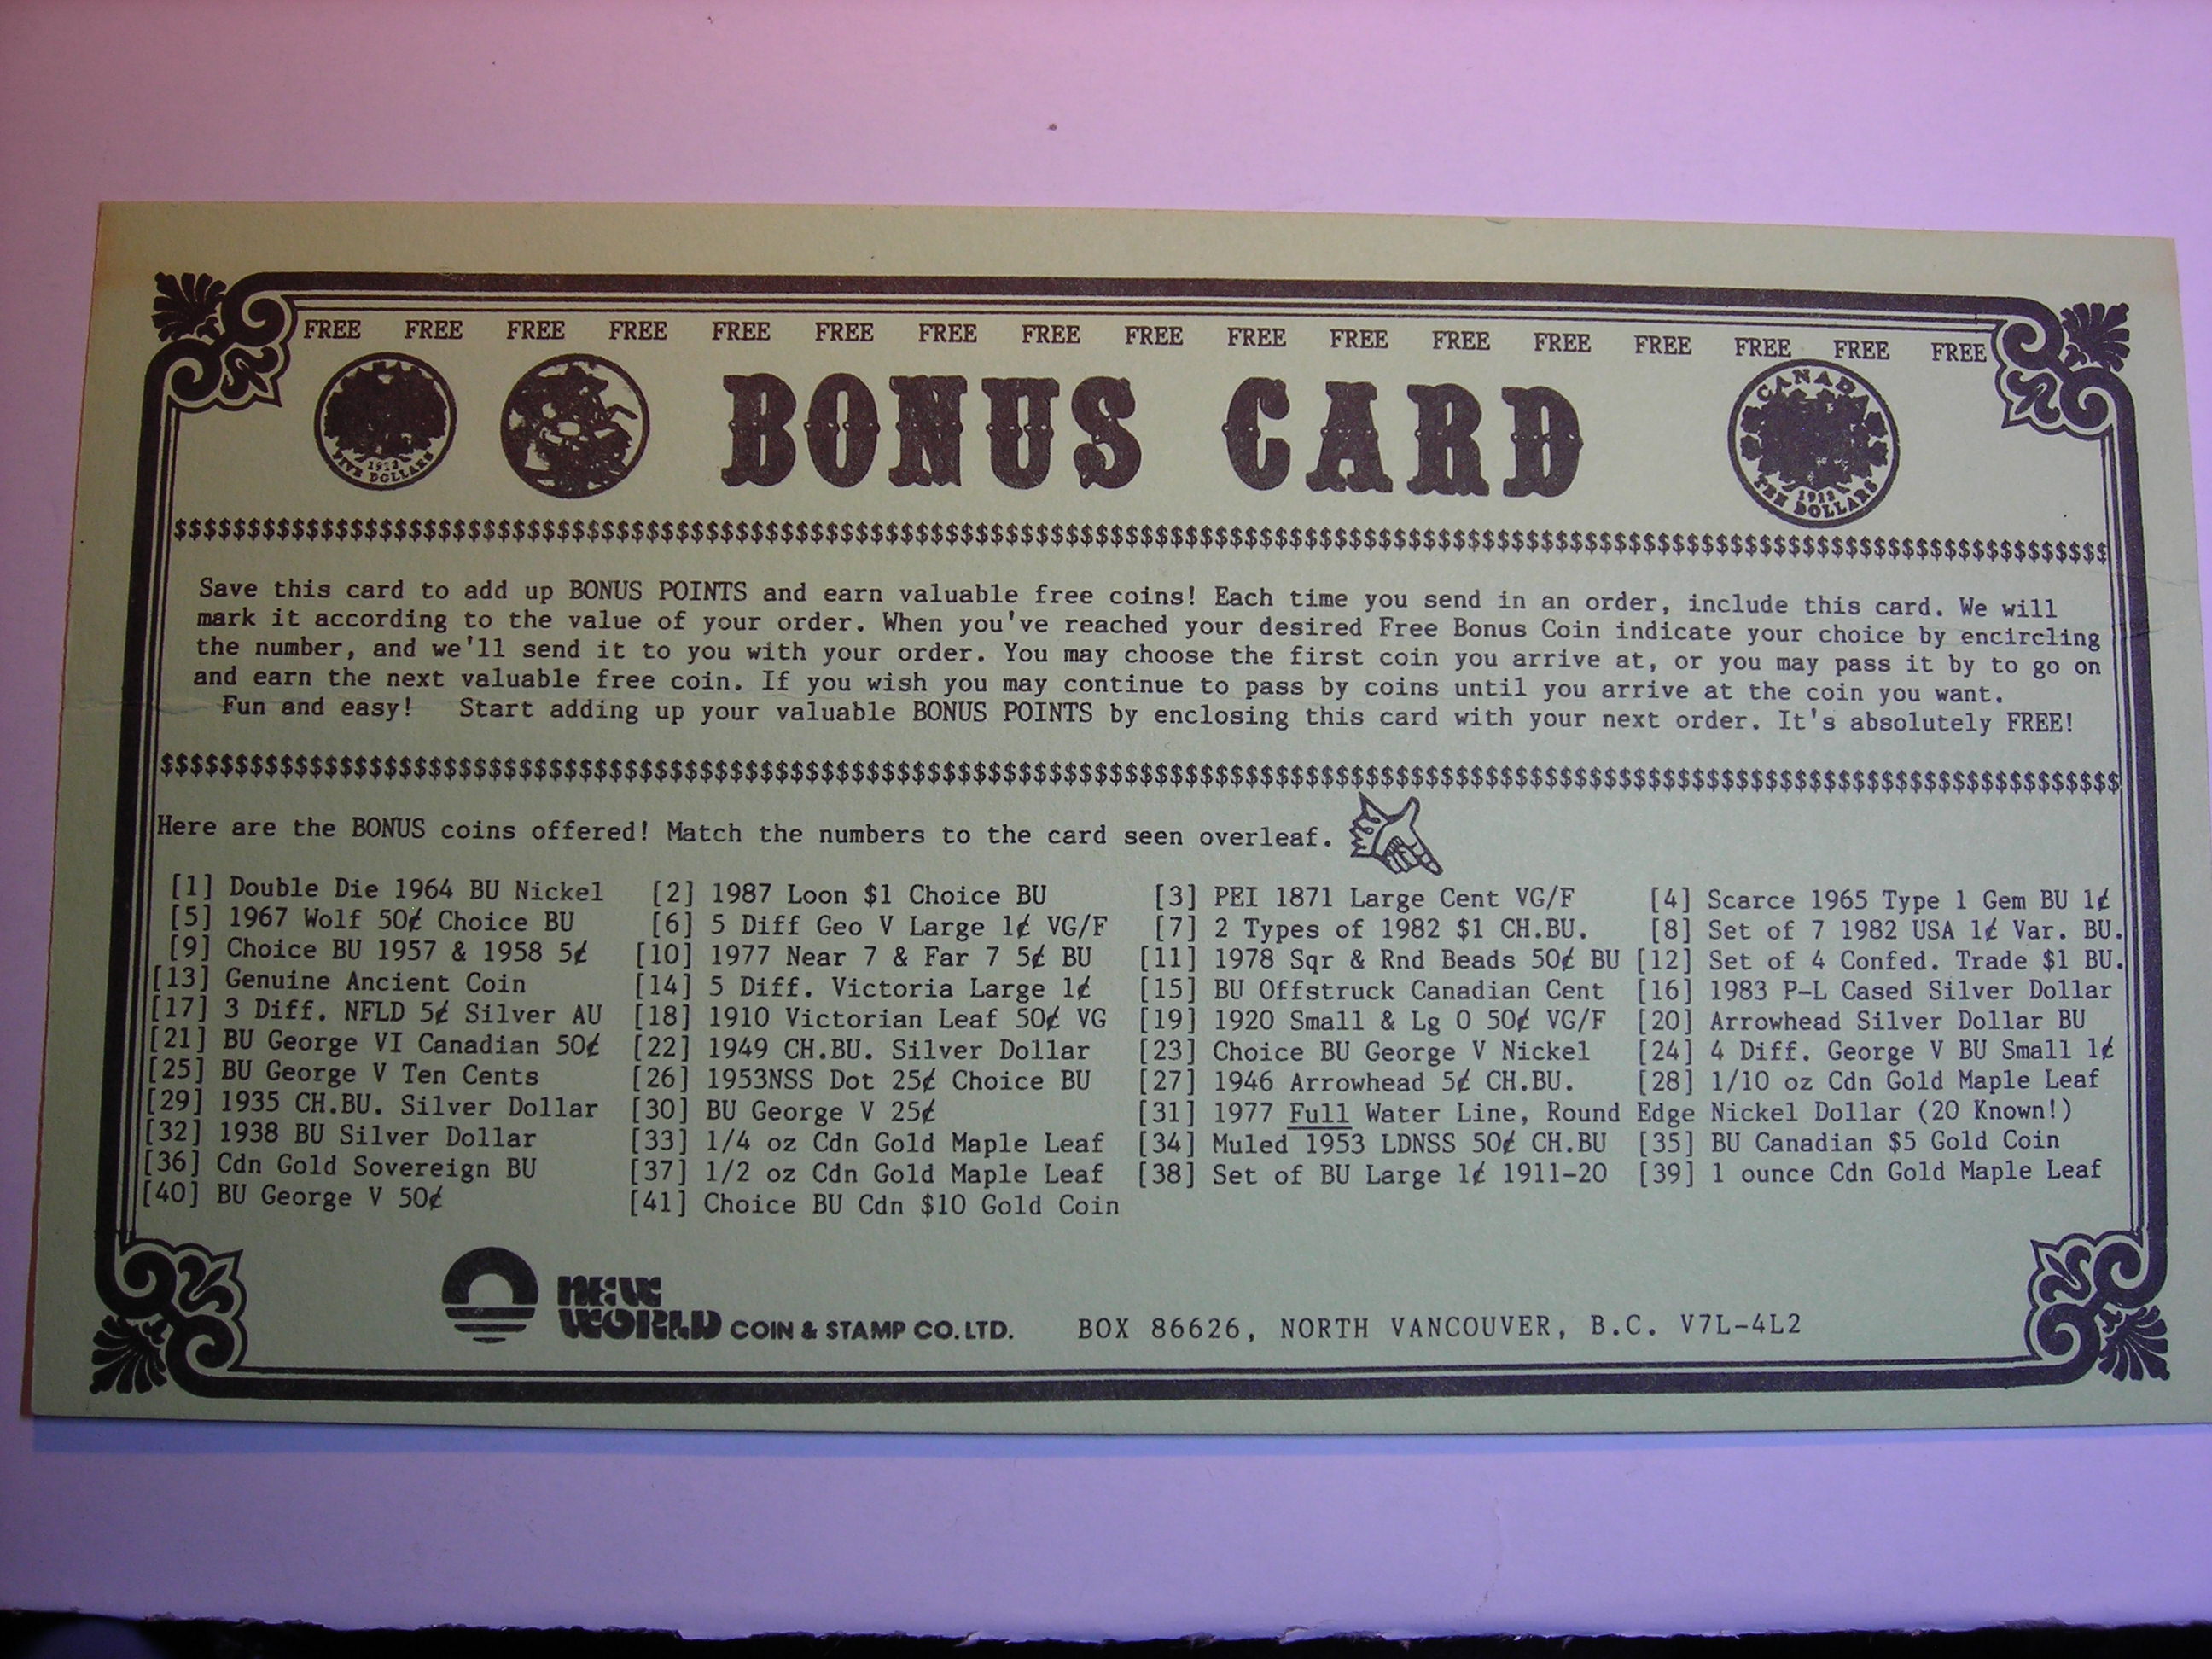 FREE FREE FREE FREE FREE FREE FREE FREE FREE FREE FREE FREE FREE FREE FREE FREE FREE
1912
FIVE DOLLARS
BONUS CARD
CANADA
1912
TEN DOLLARS
$$$$$$$$$$$$$$$$$$$$$$$$$$$$$$$$$$$$$$$$$$$$$$$$$$$$$$$$$$$$$$$$$$$$$$$$$$$$$$$$$$$$$$$$$$$$$$$$$$$$$$$$$$$$$$$$$$$$$$$$$$$$$$$$
Save this card to add up BONUS POINTS and earn valuable free coins! Each time you send in an order, include this card. We will
mark it according to the value of your order. When you've reached your desired Free Bonus Coin indicate your choice by encircling
the number, and we'll send it to you with your order. You may choose the first coin you arrive at, or you may pass it by to go on
and earn the next valuable free coin. If you wish you may continue to pass by coins until you arrive at the coin you want.
Fun and easy! Start adding up your valuable BONUS POINTS by enclosing this card with your next order. It's absolutely FREE!
$$$$$$$$$$$$$$$$$$$$$$$$$$$$$$$$$$$$$$$$$$$$$$$$$$$$$$$$$$$$$$$$$$$$$$$$$$$$$$$$$$$$$$$$$$$$$$$$$$$$$$$$$$$$$$$$$$$$$$$$$$$$$$$$
Here are the BONUS coins offered! Match the numbers to the card seen overleaf.
[1] Double Die 1964 BU Nickel [2] 1987 Loon $1 Choice BU [3] PEI 1871 Large Cent VG/F [4] Scarce 1965 Type 1 Gem BU 1¢
[5] 1967 Wolf 50¢ Choice BU [6] 5 Diff Geo V Large 1¢ VG/F [7] 2 Types of 1982 $1 CH.BU. [8] Set of 7 1982 USA 1¢ Var. BU.
[9] Choice BU 1957 & 1958 5¢ [10] 1977 Near 7 & Far 7 5¢ BU [11] 1978 Sqr & Rnd Beads 50¢ BU [12] Set of 4 Confed. Trade $1 BU.
[13] Genuine Ancient Coin [14] 5 Diff. Victoria Large 1¢ [15] BU Offstruck Canadian Cent [16] 1983 P-L Cased Silver Dollar
[17] 3 Diff. NFLD 5¢ Silver AU [18] 1910 Victorian Leaf 50¢ VG [19] 1920 Small & Lg O 50¢ VG/F [20] Arrowhead Silver Dollar BU
[21] BU George VI Canadian 50¢ [22] 1949 CH.BU. Silver Dollar [23] Choice BU George V Nickel [24] 4 Diff. George V BU Small 1¢
[25] BU George V Ten Cents [26] 1953NSS Dot 25¢ Choice BU [27] 1946 Arrowhead 5¢ CH.BU. [28] 1/10 oz Cdn Gold Maple Leaf
[29] 1935 CH.BU. Silver Dollar [30] BU George V 25¢ [31] 1977 Full Water Line, Round Edge Nickel Dollar (20 Known!)
[32] 1938 BU Silver Dollar [33] 1/4 oz Cdn Gold Maple Leaf [34] Muled 1953 LDNSS 50¢ CH.BU [35] BU Canadian $5 Gold Coin
[36] Cdn Gold Sovereign BU [37] 1/2 oz Cdn Gold Maple Leaf [38] Set of BU Large 1¢ 1911-20 [39] 1 ounce Cdn Gold Maple Leaf
[40] BU George V 50¢ [41] Choice BU Cdn $10 Gold Coin
NEW
WORLD COIN & STAMP CO. LTD. BOX 86626, NORTH VANCOUVER, B.C. V7L-4L2